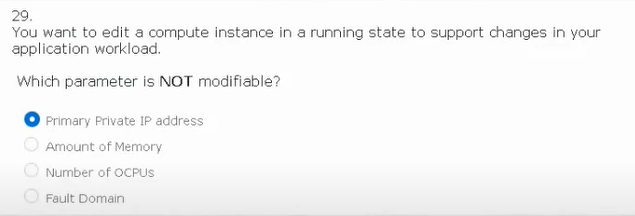 29.
You want to edit a compute instance in a running state to support changes in your
application workload.
Which parameter is NOT modifiable?
Primary Private IP address
Amount of Memory
Number of OCPUs
Fault Domain